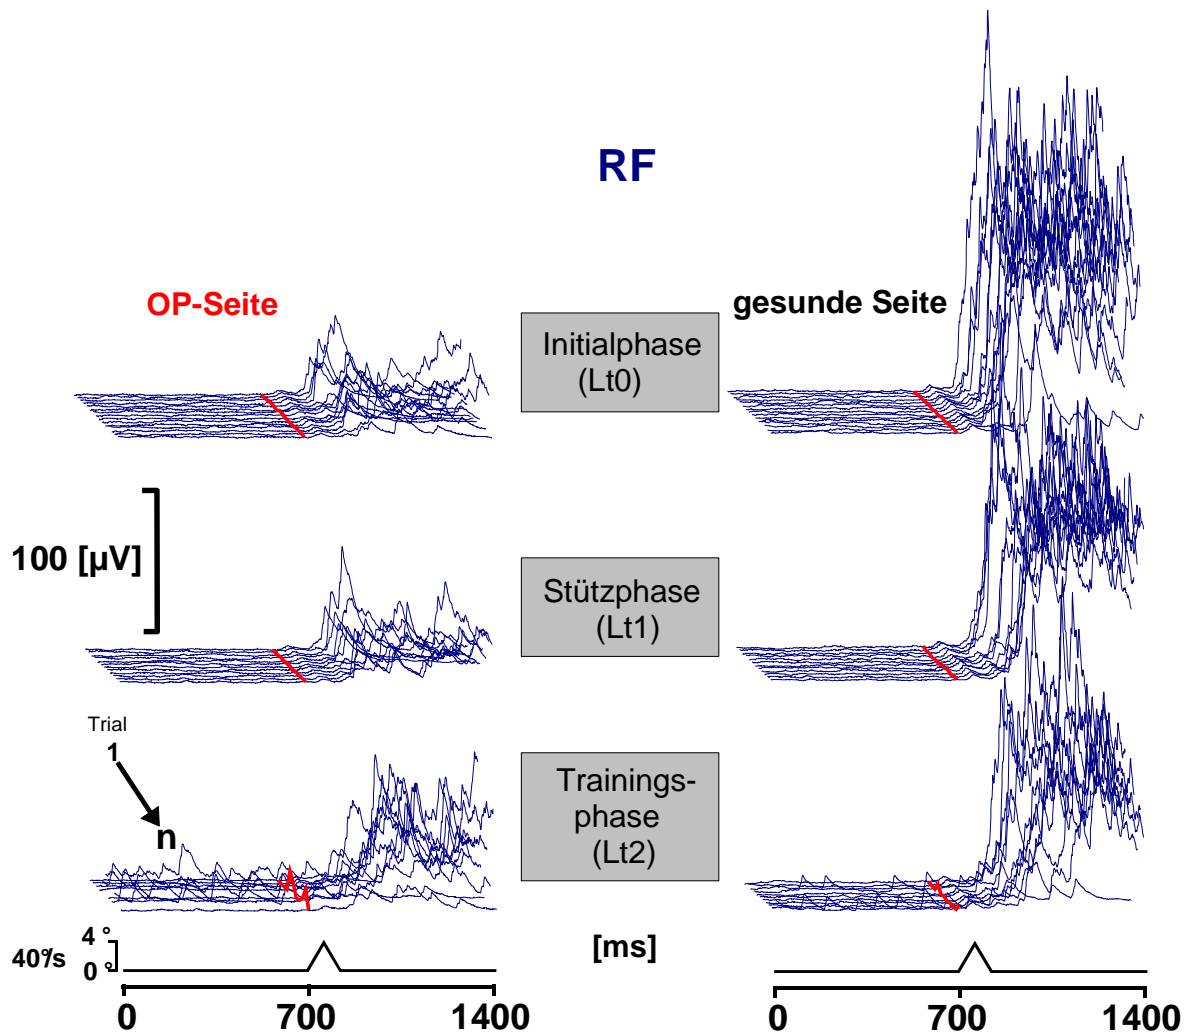 RF
OP-Seite
gesunde Seite
Initialphase
(Lt0)
100 [µV]
Stützphase
(Lt1)
Trial
1
n
Trainings-
phase
(Lt2)
40°/s
4 °
0 °
[ms]
0 700 1400
0 700 1400